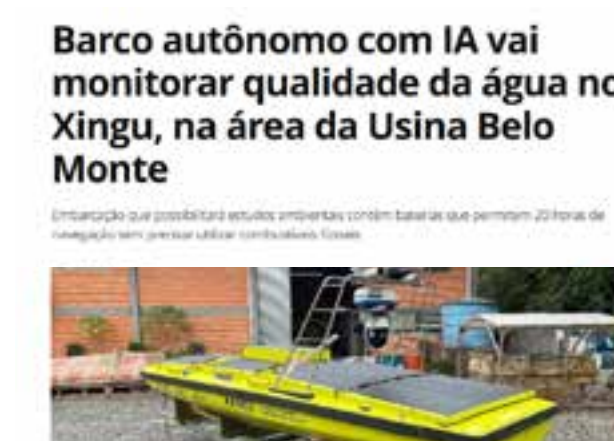 Barco autônomo com IA vai
monitorar qualidade da água no
Xingu, na área da Usina Belo
Monte
Embarcação que possibilitará estudos ambientais contém baterias que permitem 20 horas de
navegação sem precisar utilizar combustíveis fósseis